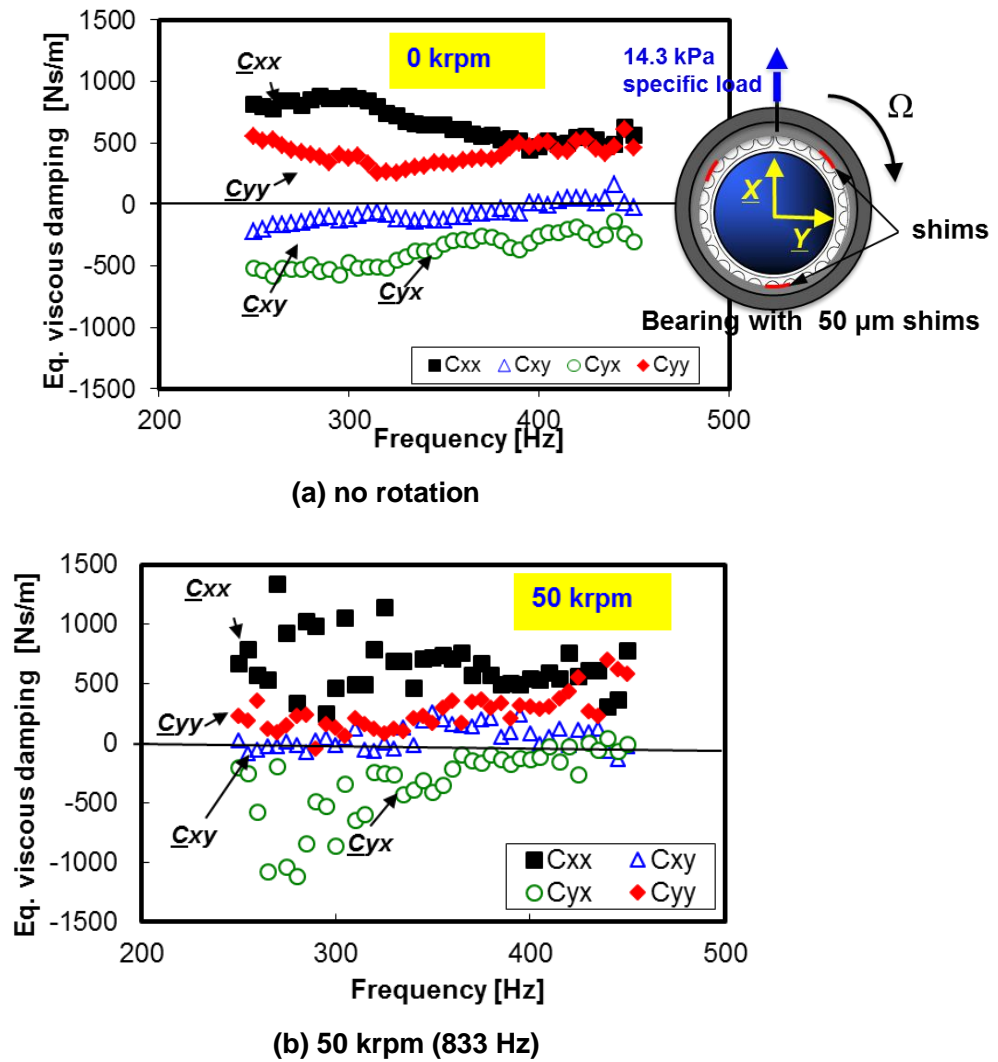 1500
1000
500
0
-500
-1000
-1500
Eq. viscous damping [Ns/m]
Cxx
0 krpm
Cyy
Cxy
Cyx
Cxx Cxy Cyx Cyy
200 300 400 500
Frequency [Hz]
14.3 kPa
specific load
Ω
X
Y
shims
Bearing with 50 µm shims
(a) no rotation
1500
1000
500
0
-500
-1000
-1500
Eq. viscous damping [Ns/m]
Cxx
50 krpm
Cyy
Cxy
Cyx
Cxx Cxy
Cyx Cyy
200 300 400 500
Frequency [Hz]
(b) 50 krpm (833 Hz)